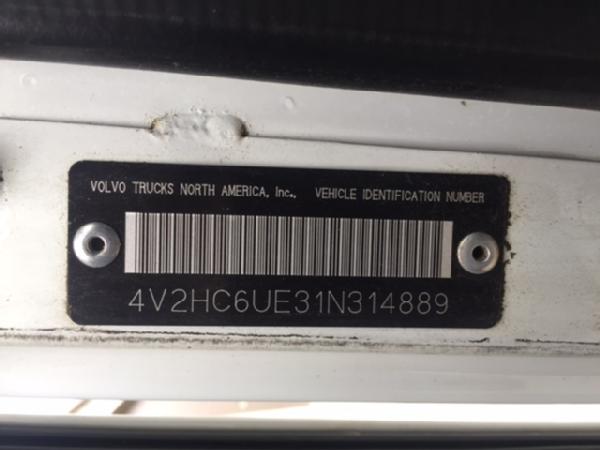 VOLVO TRUCKS NORTH AMERICA, Inc., VEHICLE IDENTIFICATION NUMBER
4V2HC6UE31N314889